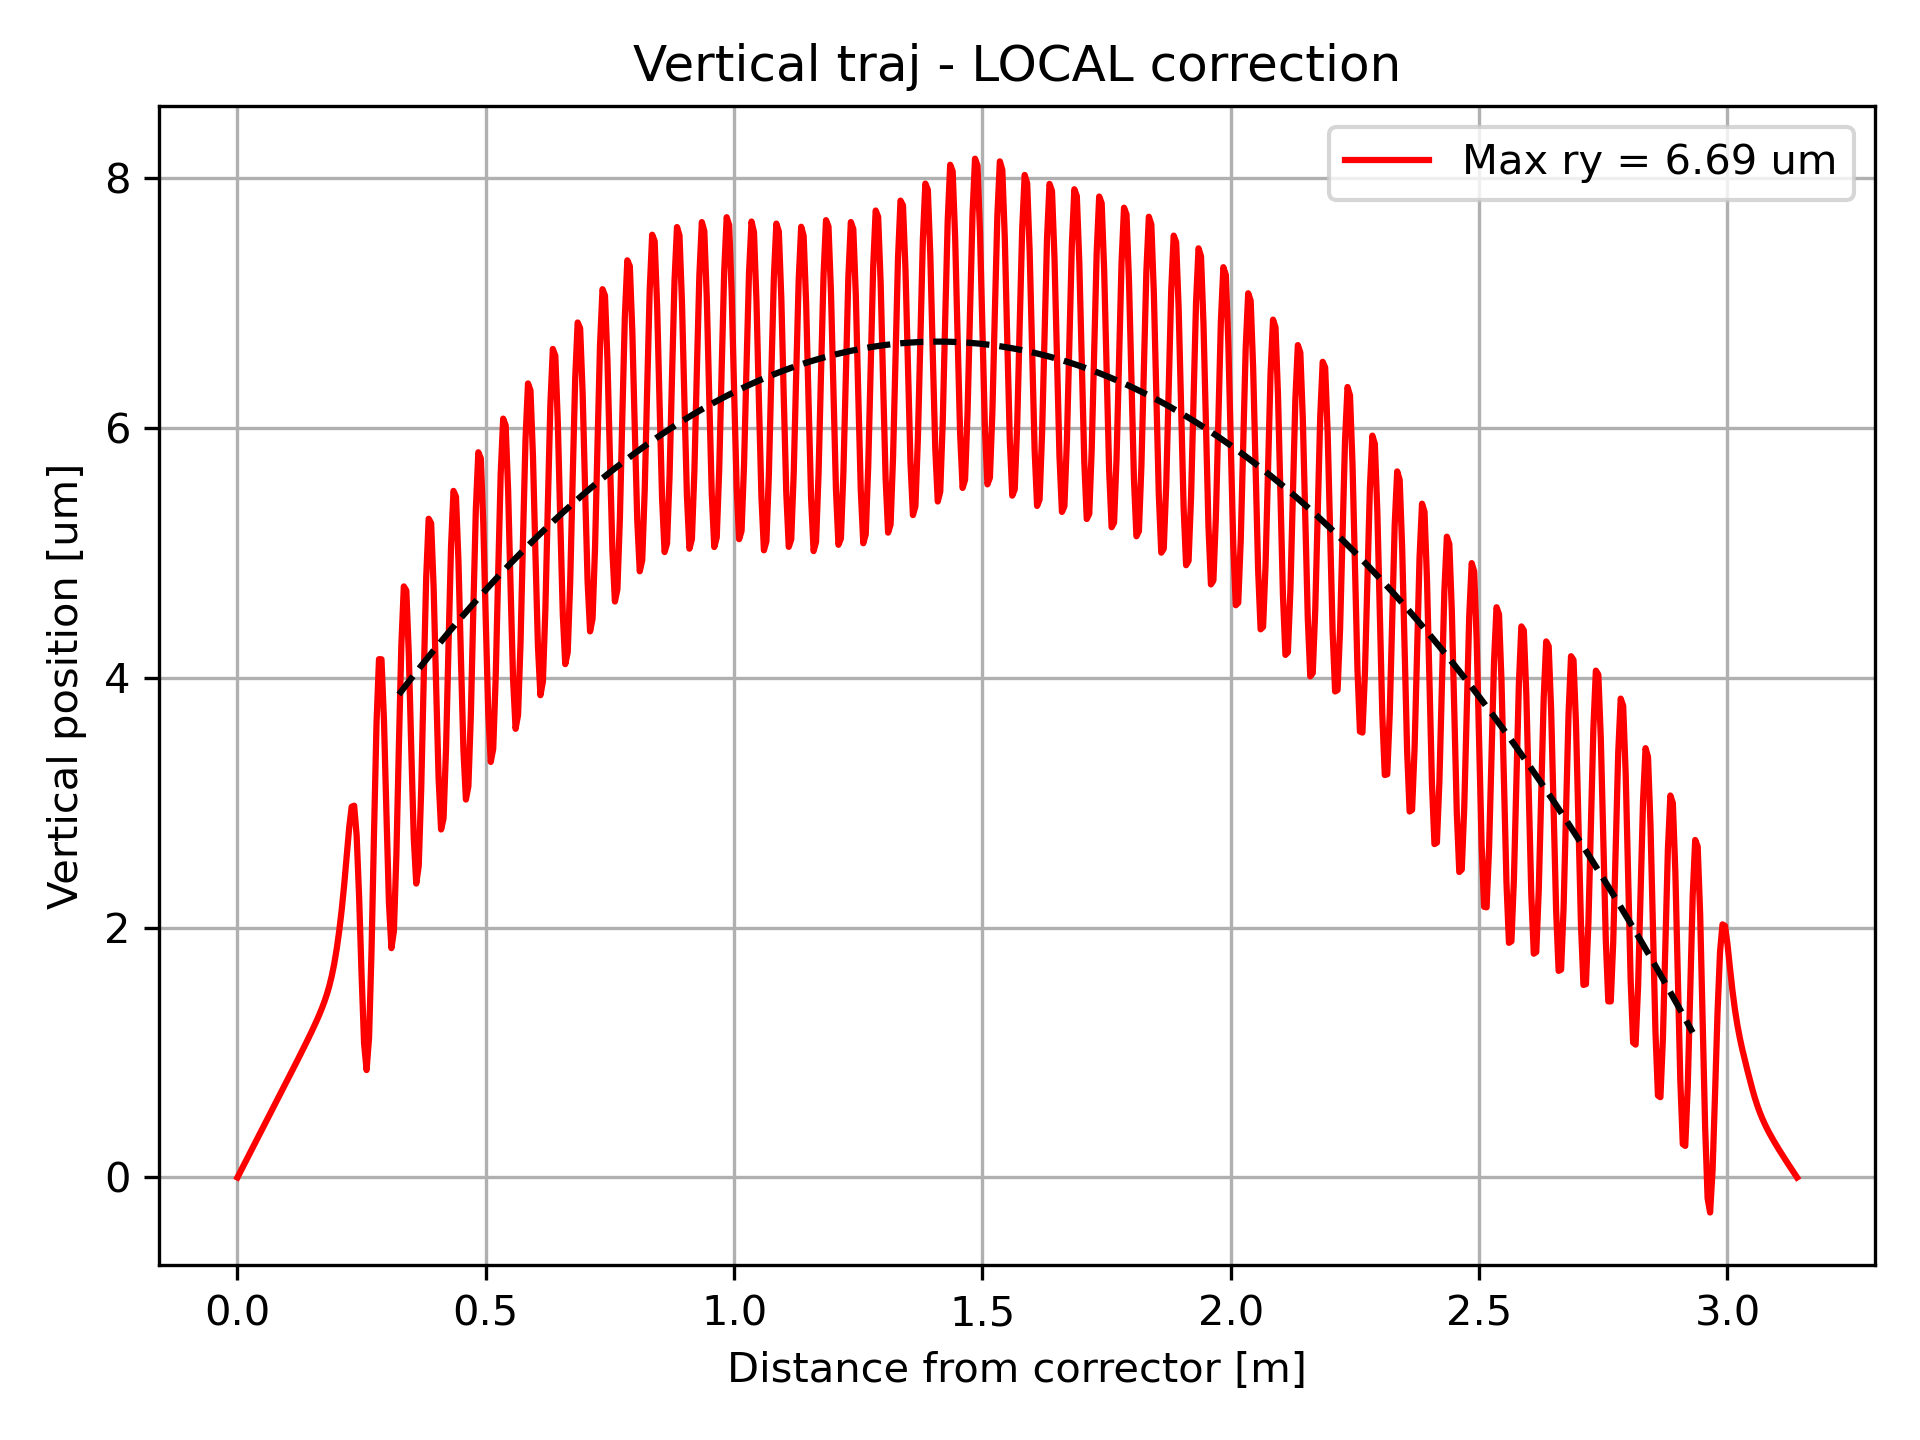 Vertical traj - LOCAL correction
Max ry = 6.69 um
Vertical position [um]
8
6
4
2
0
0.0 0.5 1.0 1.5 2.0 2.5 3.0
Distance from corrector [m]